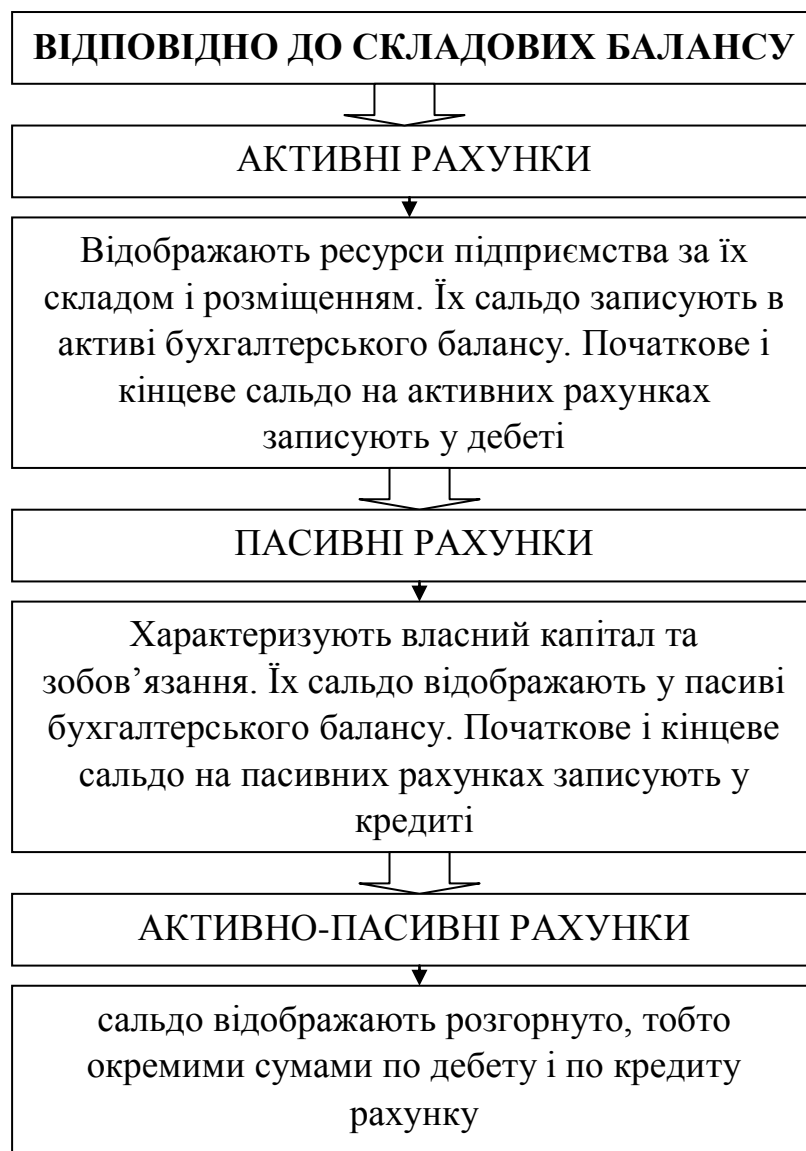 ВІДПОВІДНО ДО СКЛАДОВИХ БАЛАНСУ
АКТИВНІ РАХУНКИ
Відображають ресурси підприємства за їх
складом і розміщенням. Їх сальдо записують в
активі бухгалтерського балансу. Початкове і
кінцеве сальдо на активних рахунках
записують у дебеті
ПАСИВНІ РАХУНКИ
Характеризують власний капітал та
зобов’язання. Їх сальдо відображають у пасиві
бухгалтерського балансу. Початкове і кінцеве
сальдо на пасивних рахунках записують у
кредиті
АКТИВНО-ПАСИВНІ РАХУНКИ
сальдо відображають розгорнуто, тобто
окремими сумами по дебету і по кредиту
рахунку